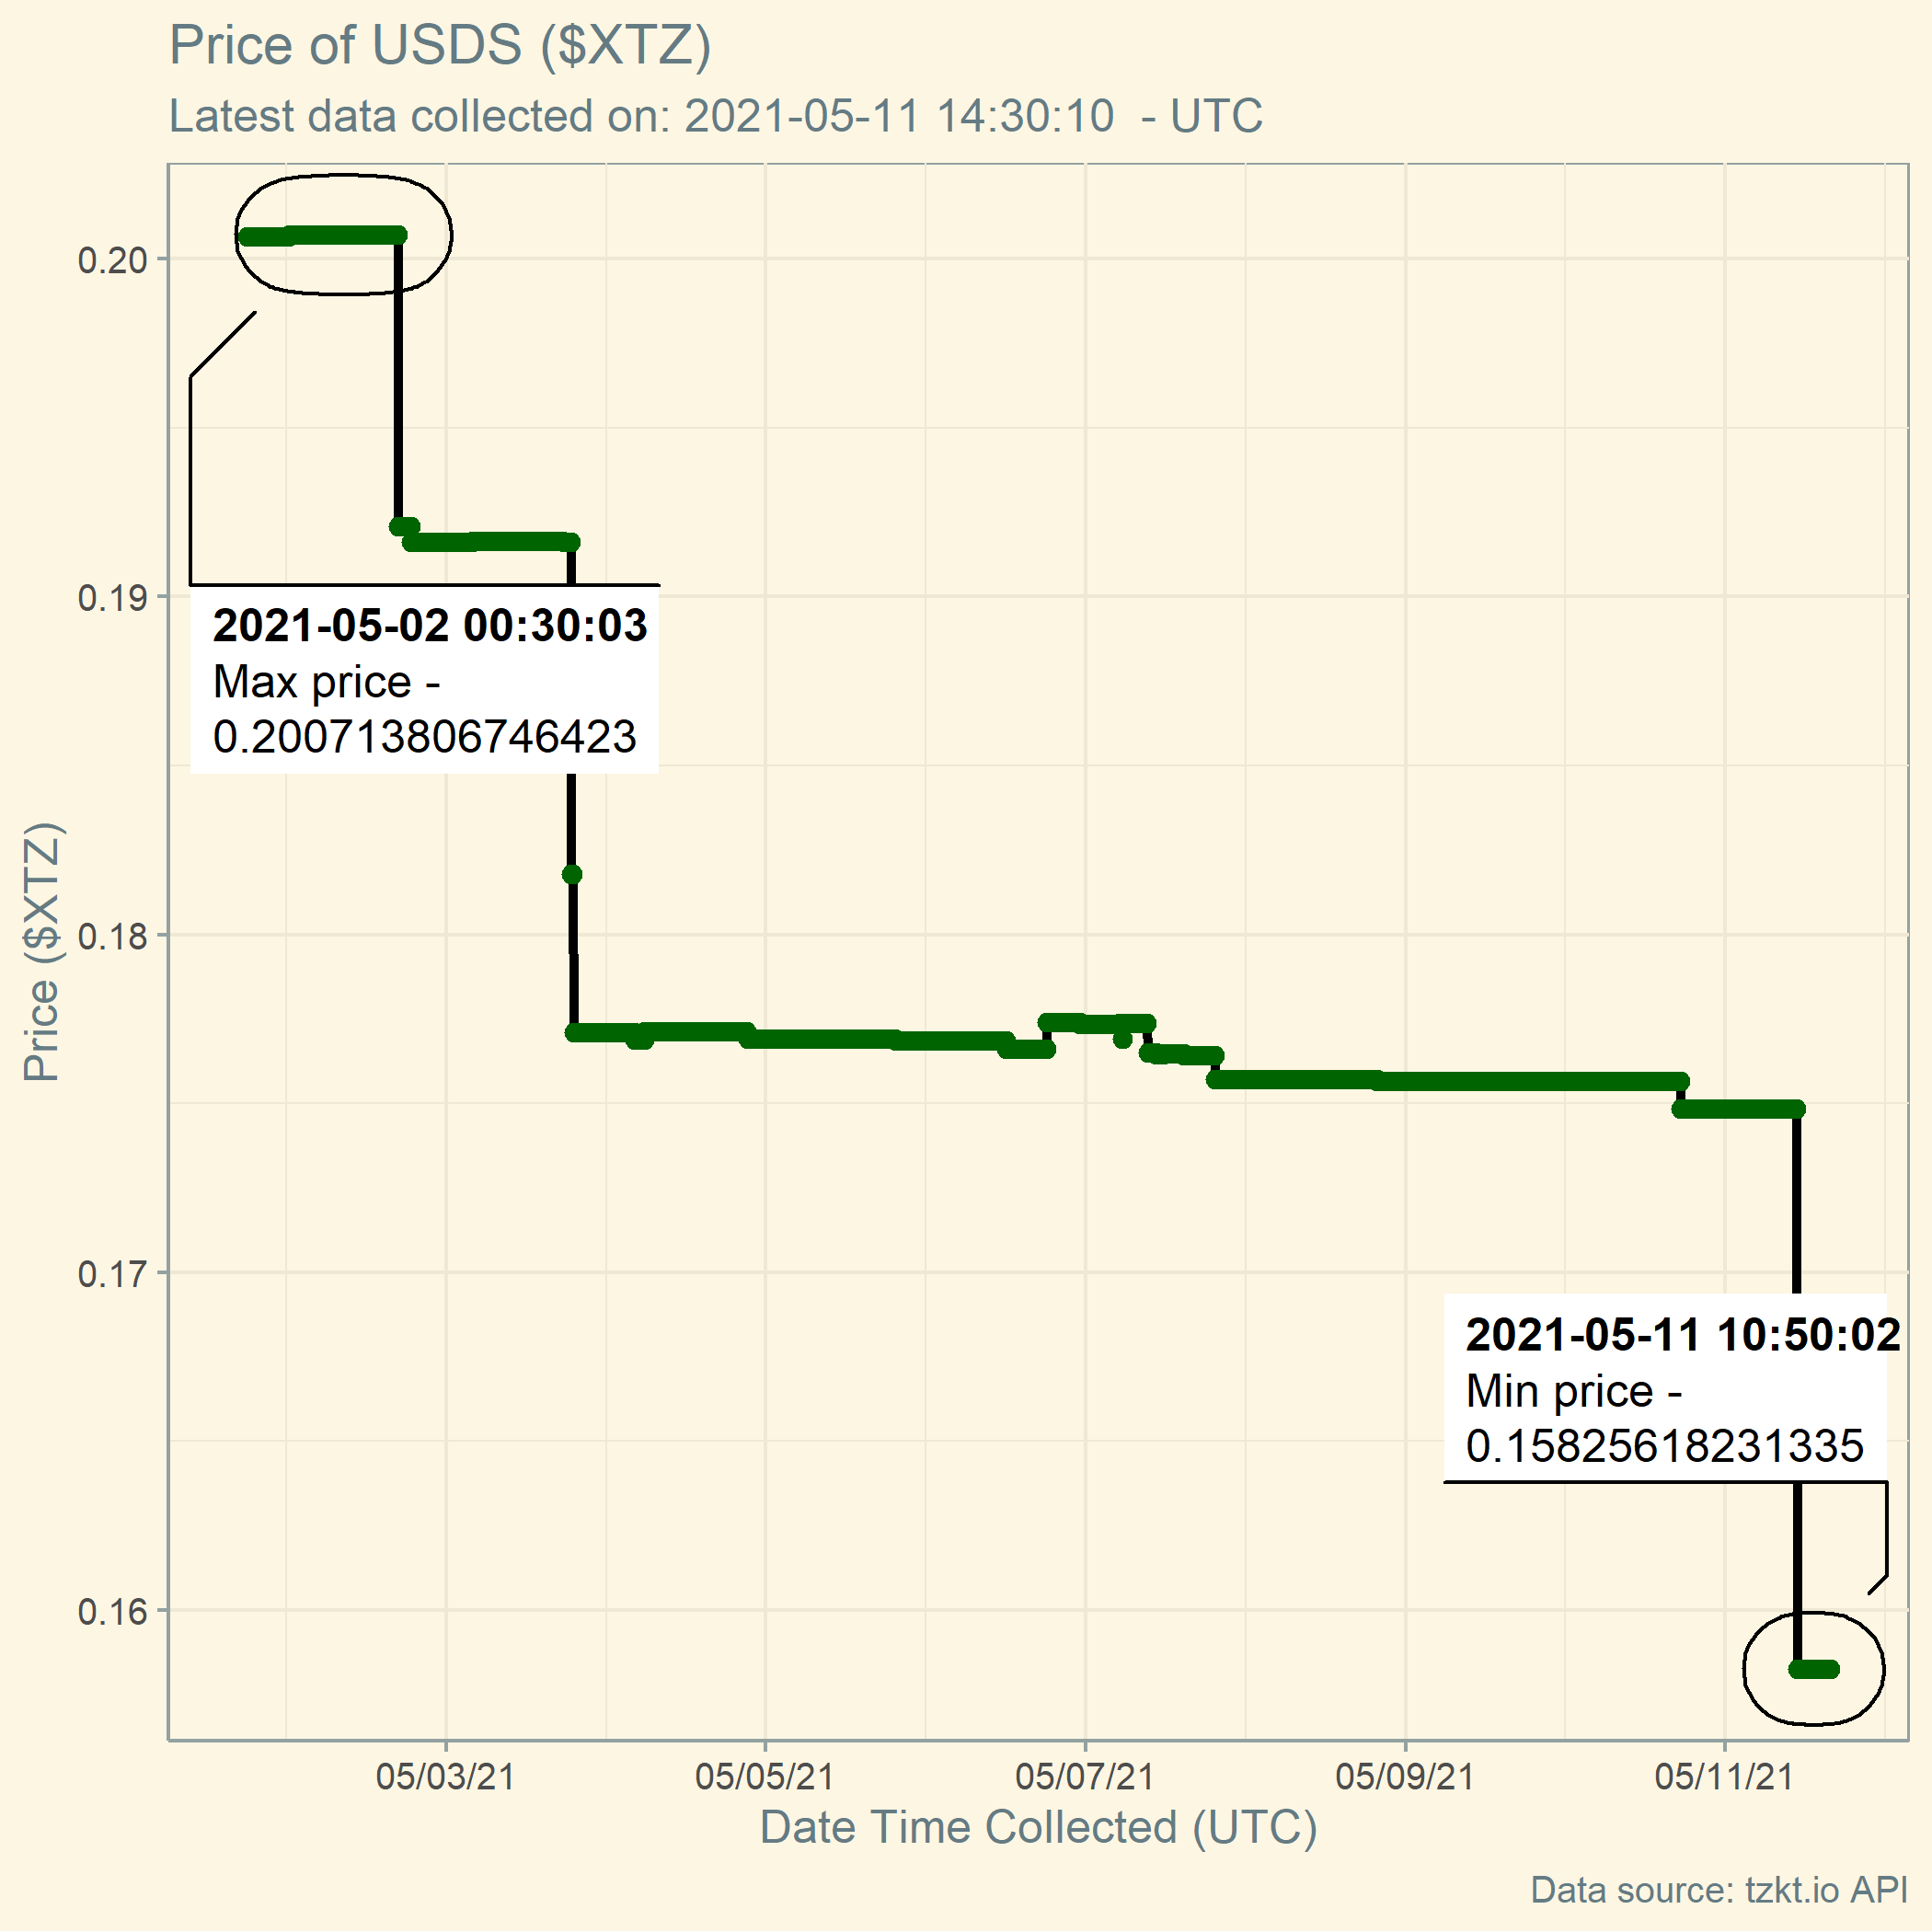 Price of USDS ($XTZ)
Latest data collected on: 2021-05-11 14:30:10  - UTC
Price ($XTZ)
0.20
0.19
0.18
0.17
0.16
2021-05-02 00:30:03
Max price -
0.200713806746423
2021-05-11 10:50:02
Min price -
0.15825618231335
05/03/21
05/05/21
05/07/21
05/09/21
05/11/21
Date Time Collected (UTC)
Data source: tzkt.io API